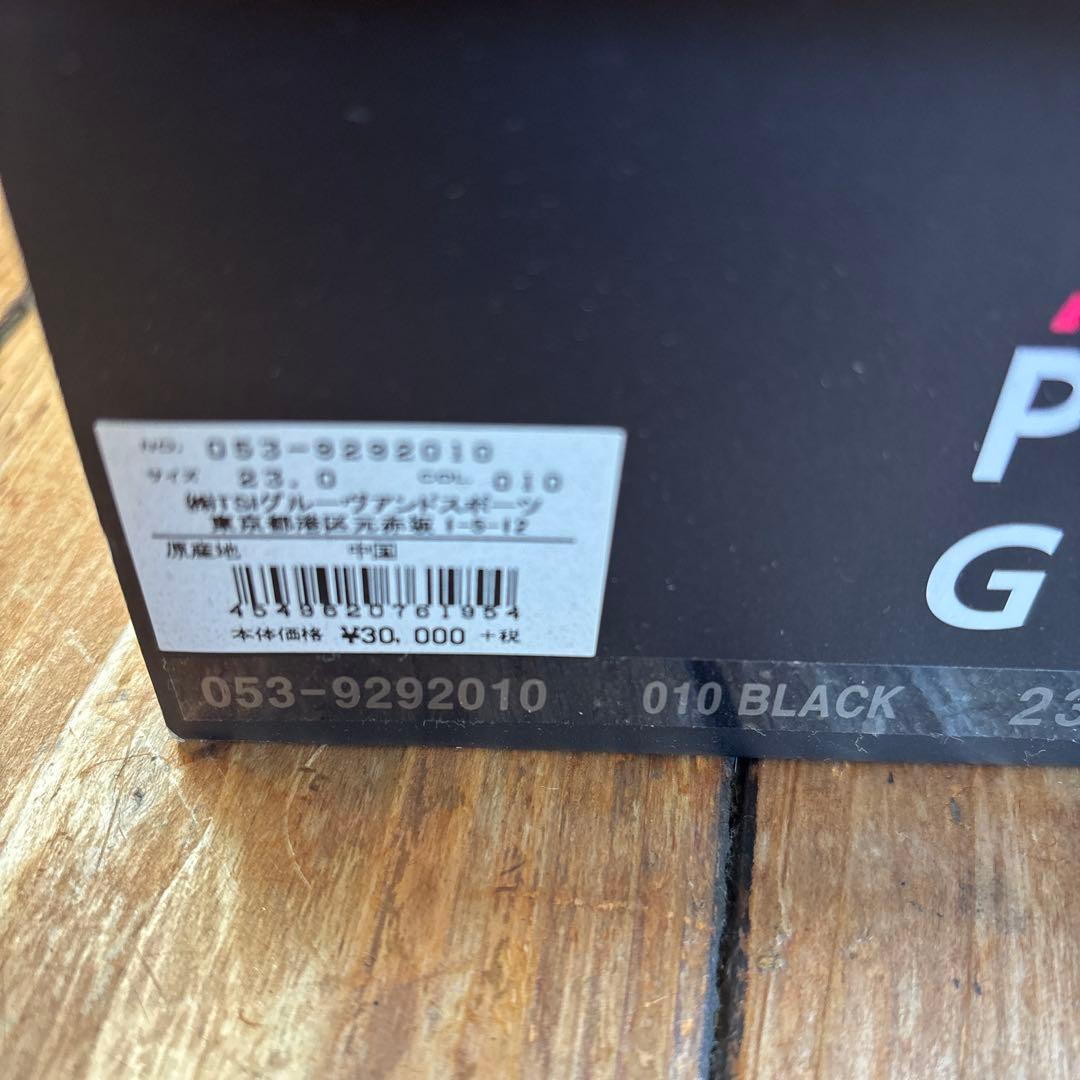 NO. 053-9292010
サイズ 23.0 COL 010
㈱TSIグルーヴアンドスポーツ
東京都港区元赤坂 1-5-12
原産地 中国
4549620761954
本体価格 ¥30,000 +税
053-9292010 010 BLACK 23
P
G